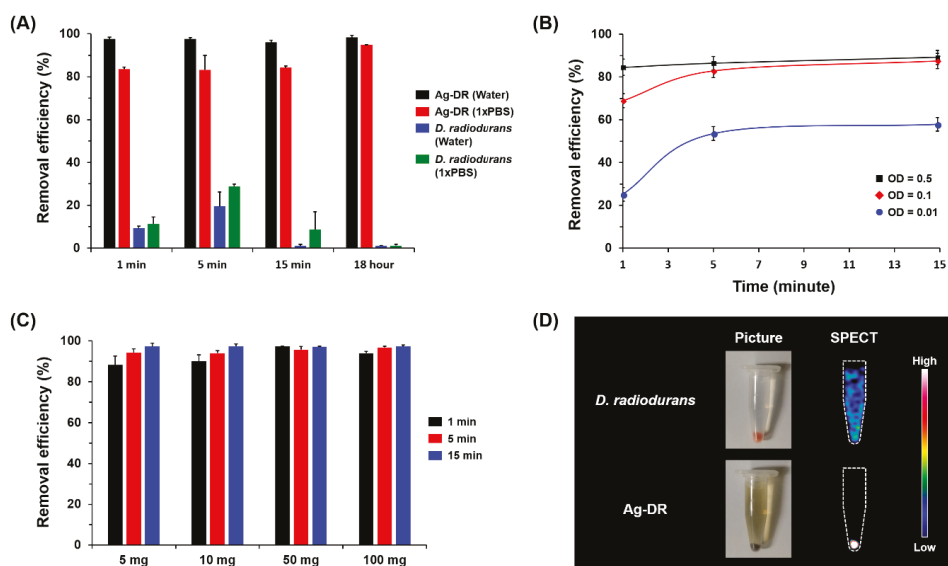 (A)
Removal efficiency (%)
100
80
60
40
20
0
1 min
5 min
15 min
18 hour
Ag-DR (Water)
Ag-DR (1xPBS)
D. radiodurans
(Water)
D. radiodurans
(1xPBS)
(B)
Removal efficiency (%)
100
80
60
40
20
0
OD = 0.5
OD = 0.1
OD = 0.01
1 3 5 7 9 11 13 15
Time (minute)
(C)
Removal efficiency (%)
100
80
60
40
20
0
1 min
5 min
15 min
5 mg
10 mg
50 mg
100 mg
(D)
Picture
SPECT
High
D. radiodurans
Ag-DR
Low